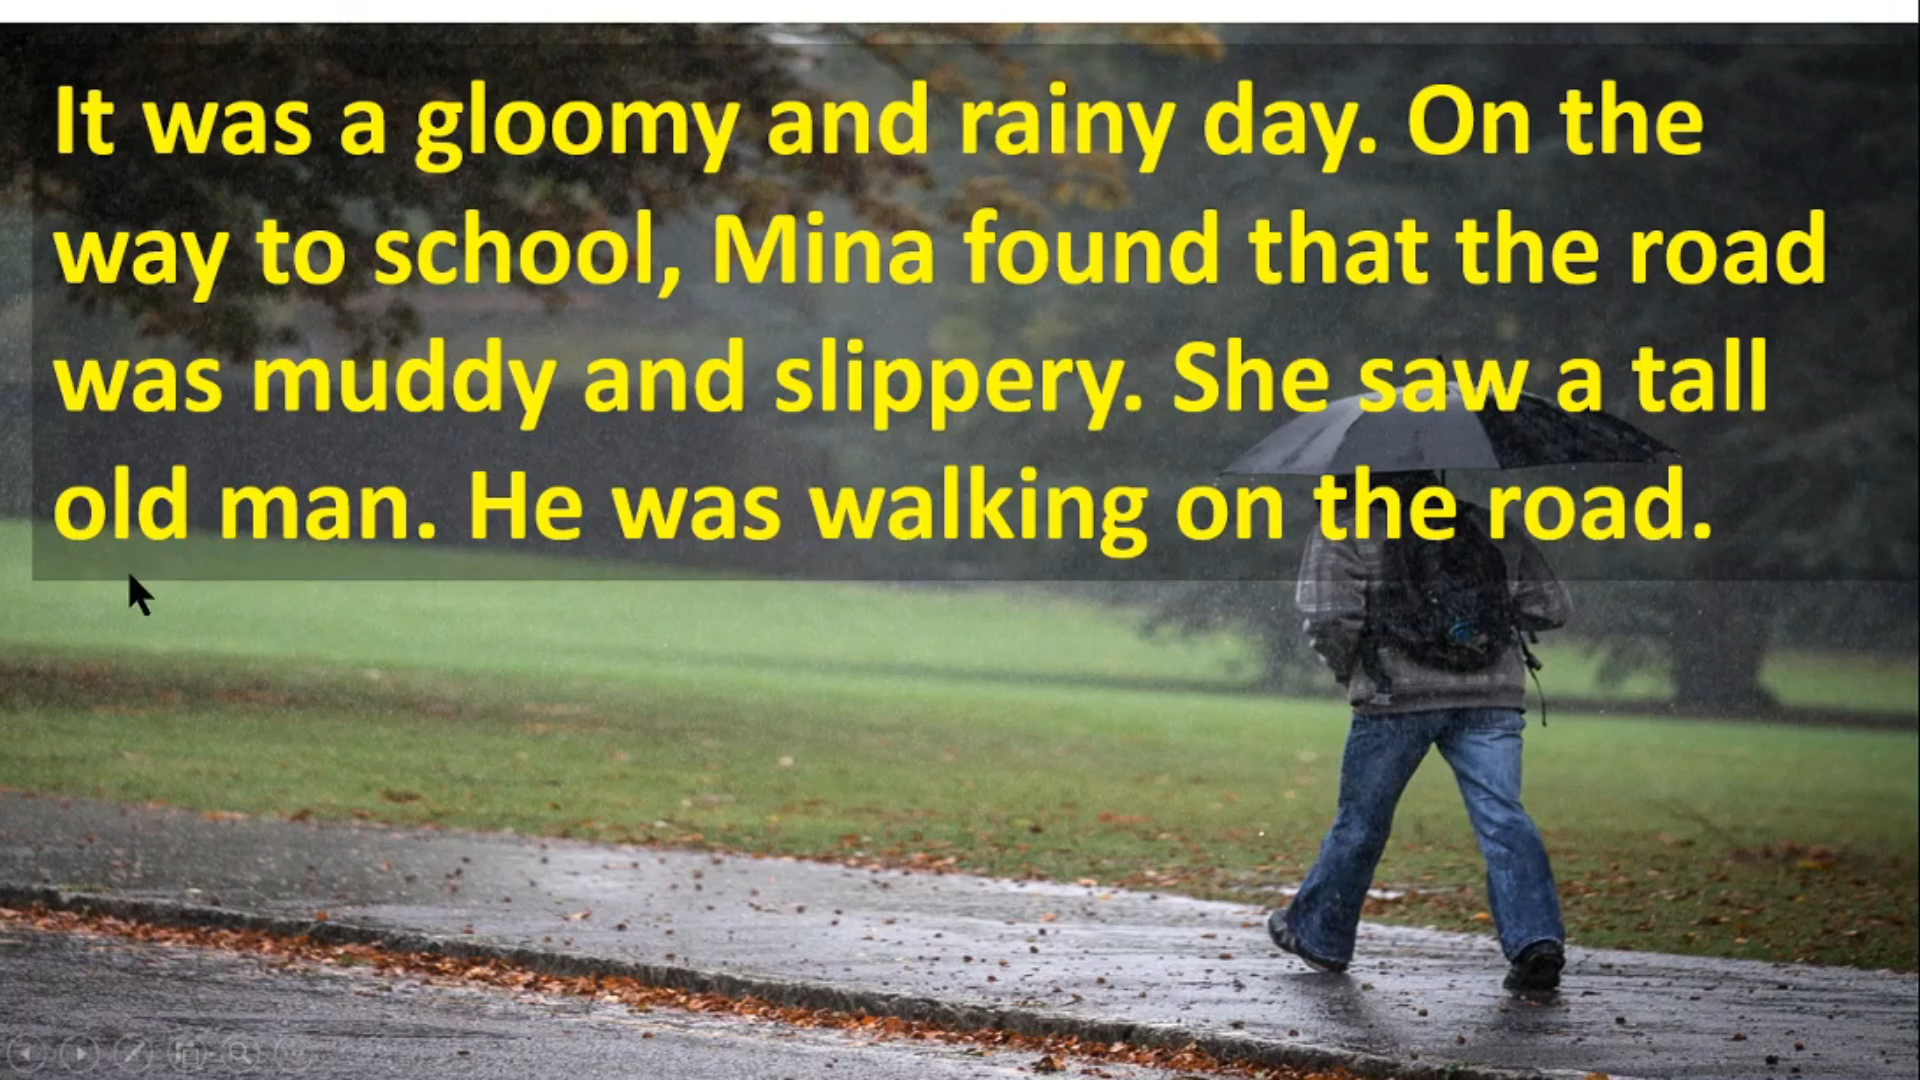 It was a gloomy and rainy day. On the
way to school, Mina found that the road
was muddy and slippery. She saw a tall
old man. He was walking on the road.